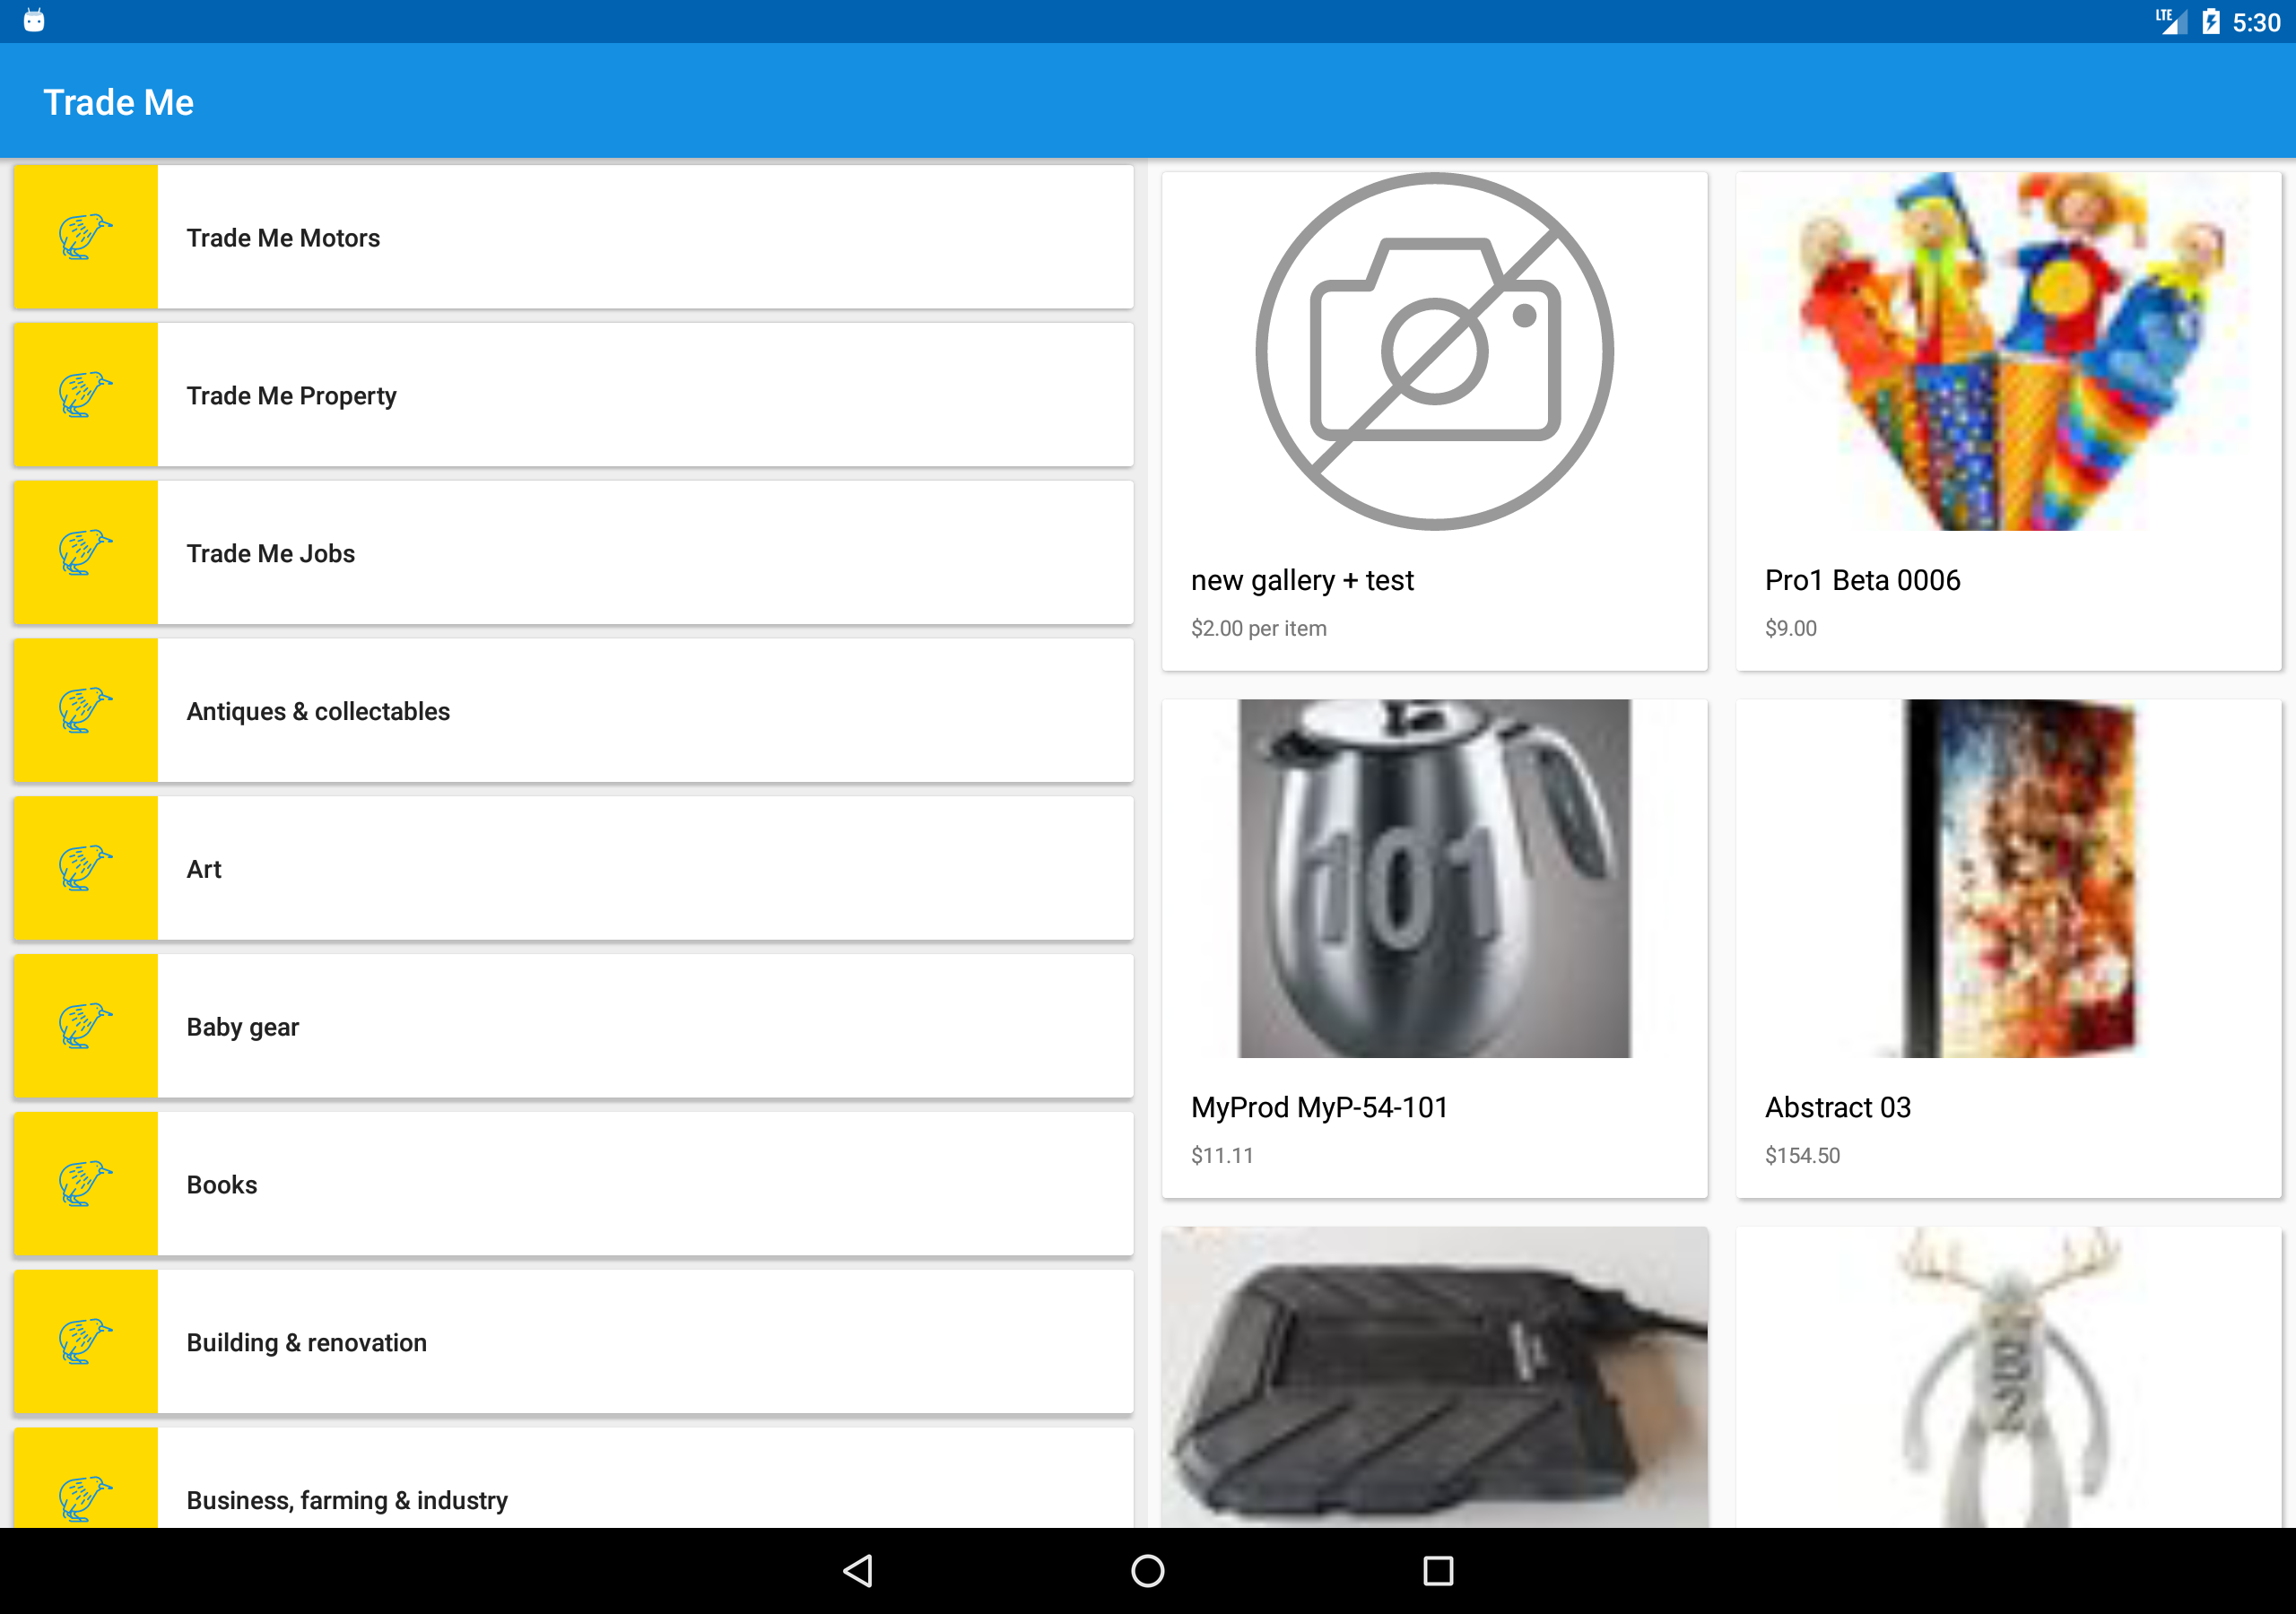 LTE 5:30
Trade Me
Trade Me Motors
Trade Me Property
Trade Me Jobs
Antiques & collectables
Art
Baby gear
Books
Building & renovation
Business, farming & industry
new gallery + test
$2.00 per item
Pro1 Beta 0006
$9.00
101
MyProd MyP-54-101
$11.11
Abstract 03
$154.50